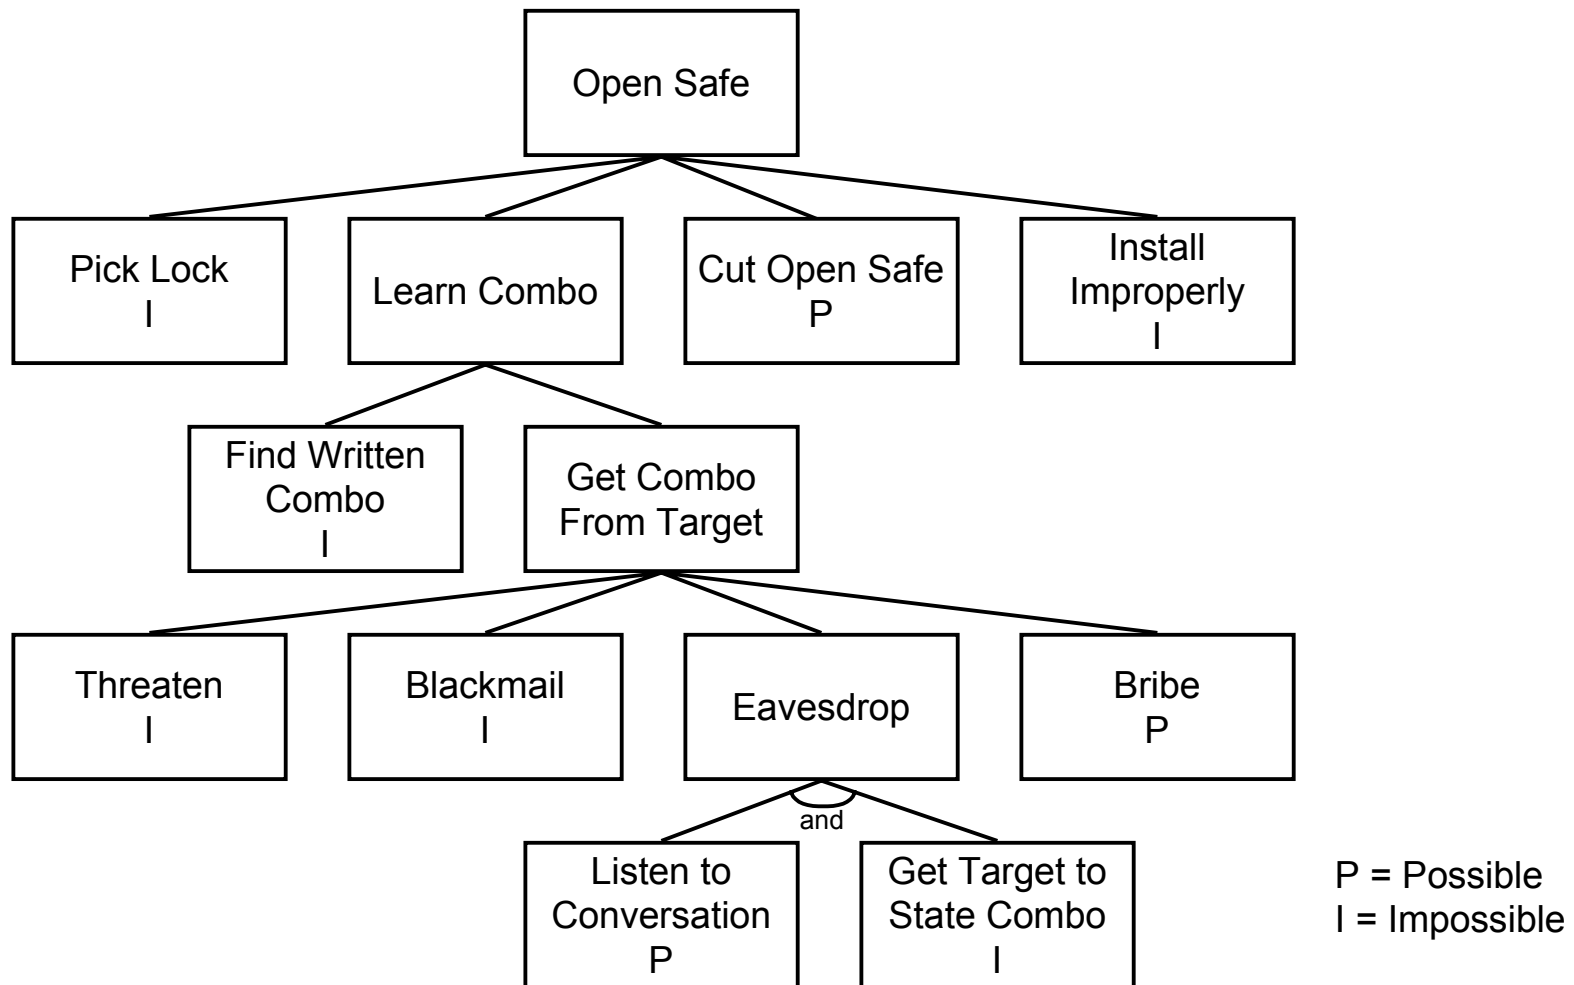 Open Safe
Pick Lock
I
Learn Combo
Cut Open Safe
P
Install
Improperly
I
Find Written
Combo
I
Get Combo
From Target
Threaten
I
Blackmail
I
Eavesdrop
Bribe
P
and
Listen to
Conversation
P
Get Target to
State Combo
I
P = Possible
I = Impossible